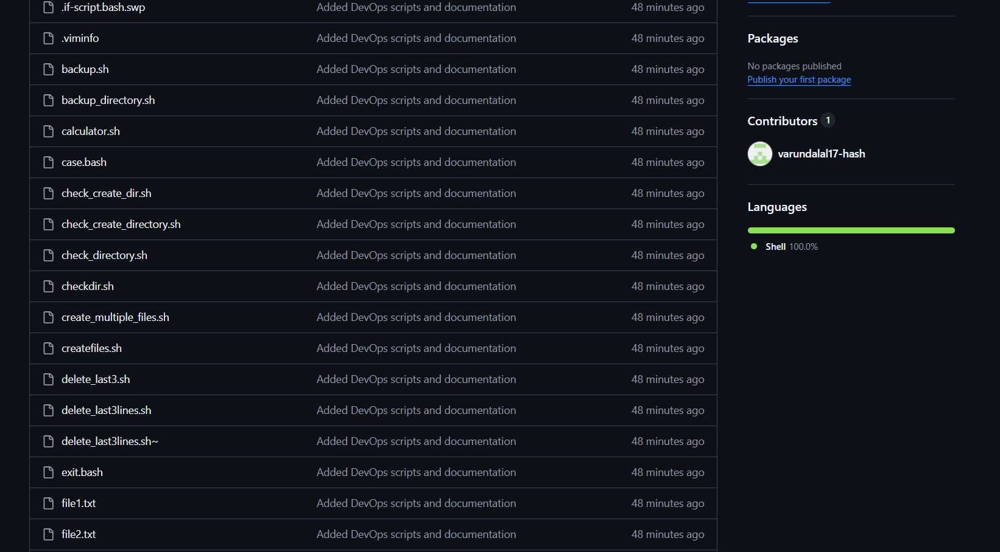 .if-script.bash.swp Added DevOps scripts and documentation 48 minutes ago
.viminfo Added DevOps scripts and documentation 48 minutes ago
backup.sh Added DevOps scripts and documentation 48 minutes ago
backup_directory.sh Added DevOps scripts and documentation 48 minutes ago
calculator.sh Added DevOps scripts and documentation 48 minutes ago
case.bash Added DevOps scripts and documentation 48 minutes ago
check_create_dir.sh Added DevOps scripts and documentation 48 minutes ago
check_create_directory.sh Added DevOps scripts and documentation 48 minutes ago
check_directory.sh Added DevOps scripts and documentation 48 minutes ago
checkdir.sh Added DevOps scripts and documentation 48 minutes ago
create_multiple_files.sh Added DevOps scripts and documentation 48 minutes ago
createfiles.sh Added DevOps scripts and documentation 48 minutes ago
delete_last3.sh Added DevOps scripts and documentation 48 minutes ago
delete_last3lines.sh Added DevOps scripts and documentation 48 minutes ago
delete_last3lines.sh~ Added DevOps scripts and documentation 48 minutes ago
exit.bash Added DevOps scripts and documentation 48 minutes ago
file1.txt Added DevOps scripts and documentation 48 minutes ago
file2.txt Added DevOps scripts and documentation 48 minutes ago
Packages
No packages published
Publish your first package
Contributors 1
varundalal17-hash
Languages
Shell 100.0%